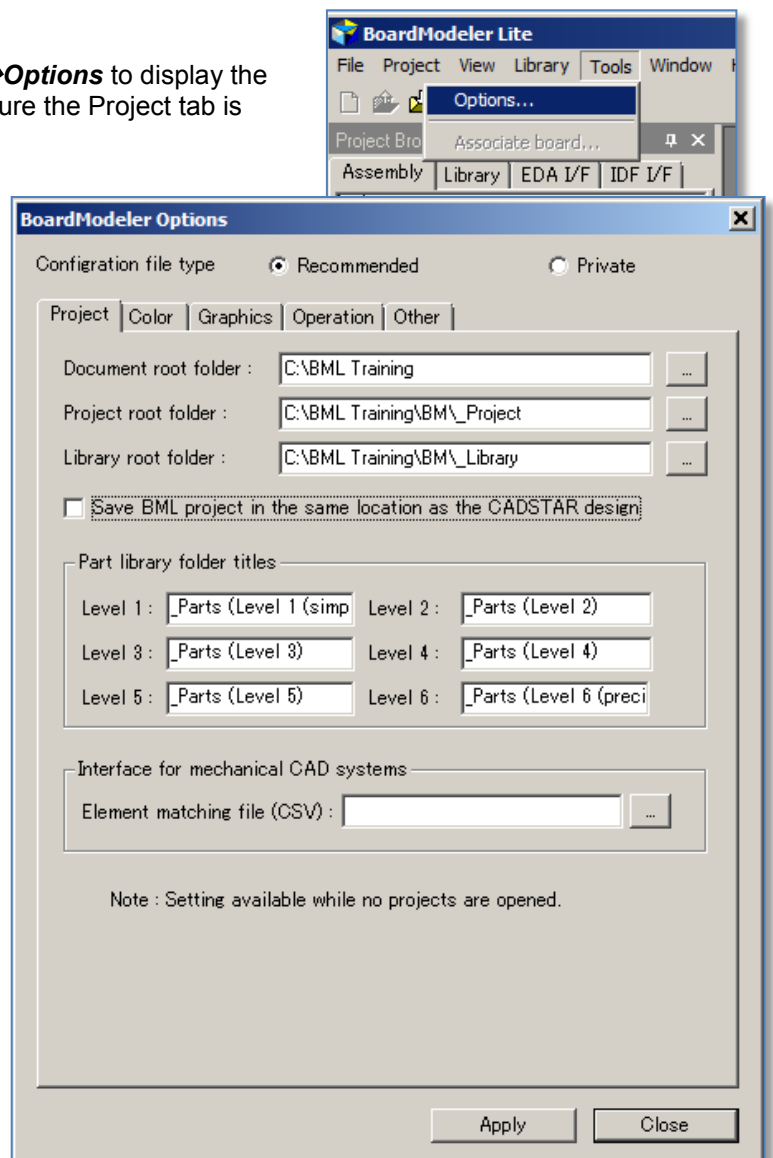 BoardModeler Lite
File Project View Library Tools Window
Options to display the
ure the Project tab is
Options...
Project Bro
Associate board...
Assembly Library EDA I/F IDF I/F
BoardModeler Options
Configration file type Recommended Private
Project Color Graphics Operation Other
Document root folder : C:\BML Training ...
Project root folder : C:\BML Training\BM\_Project ...
Library root folder : C:\BML Training\BM\_Library ...
Save BML project in the same location as the CADSTAR design
Part library folder titles
Level 1 : _Parts (Level 1 (simp Level 2 : _Parts (Level 2)
Level 3 : _Parts (Level 3) Level 4 : _Parts (Level 4)
Level 5 : _Parts (Level 5) Level 6 : _Parts (Level 6 (preci
Interface for mechanical CAD systems
Element matching file (CSV) : ...
Note : Setting available while no projects are opened.
Apply Close